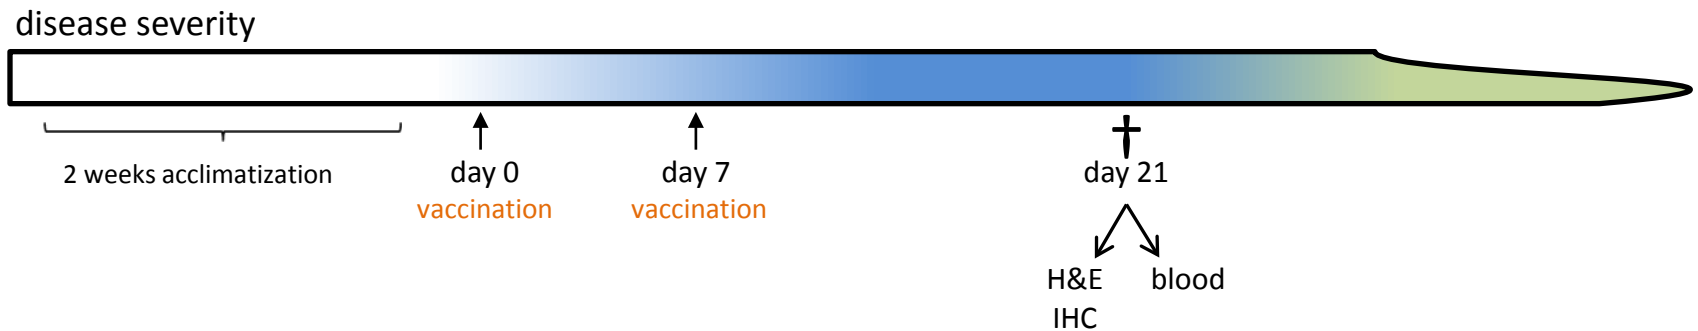 disease severity
2 weeks acclimatization
day 0
vaccination
day 7
vaccination
day 21
H&E
IHC
blood